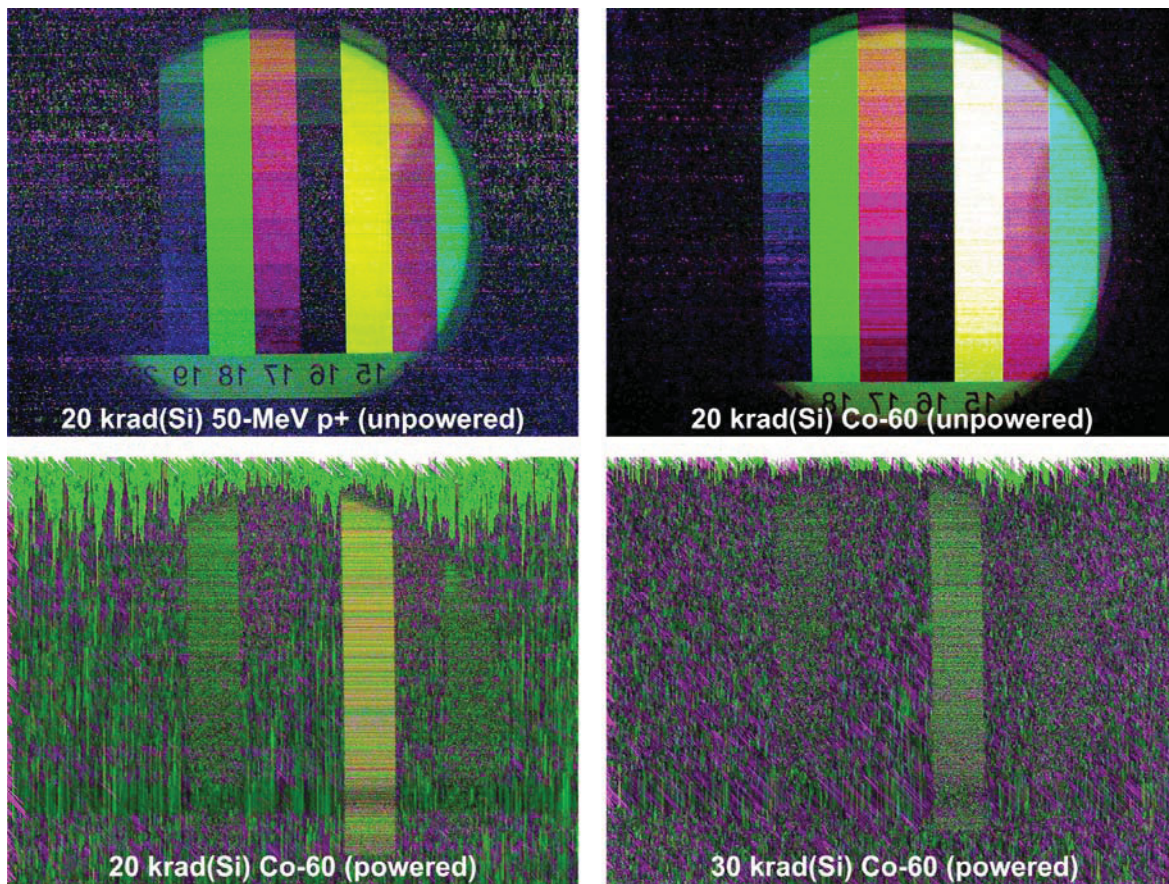 19 18 17 16 15
20 krad(Si) 50-MeV p+ (unpowered)
18 17 16 15
20 krad(Si) Co-60 (unpowered)
20 krad(Si) Co-60 (powered)
30 krad(Si) Co-60 (powered)